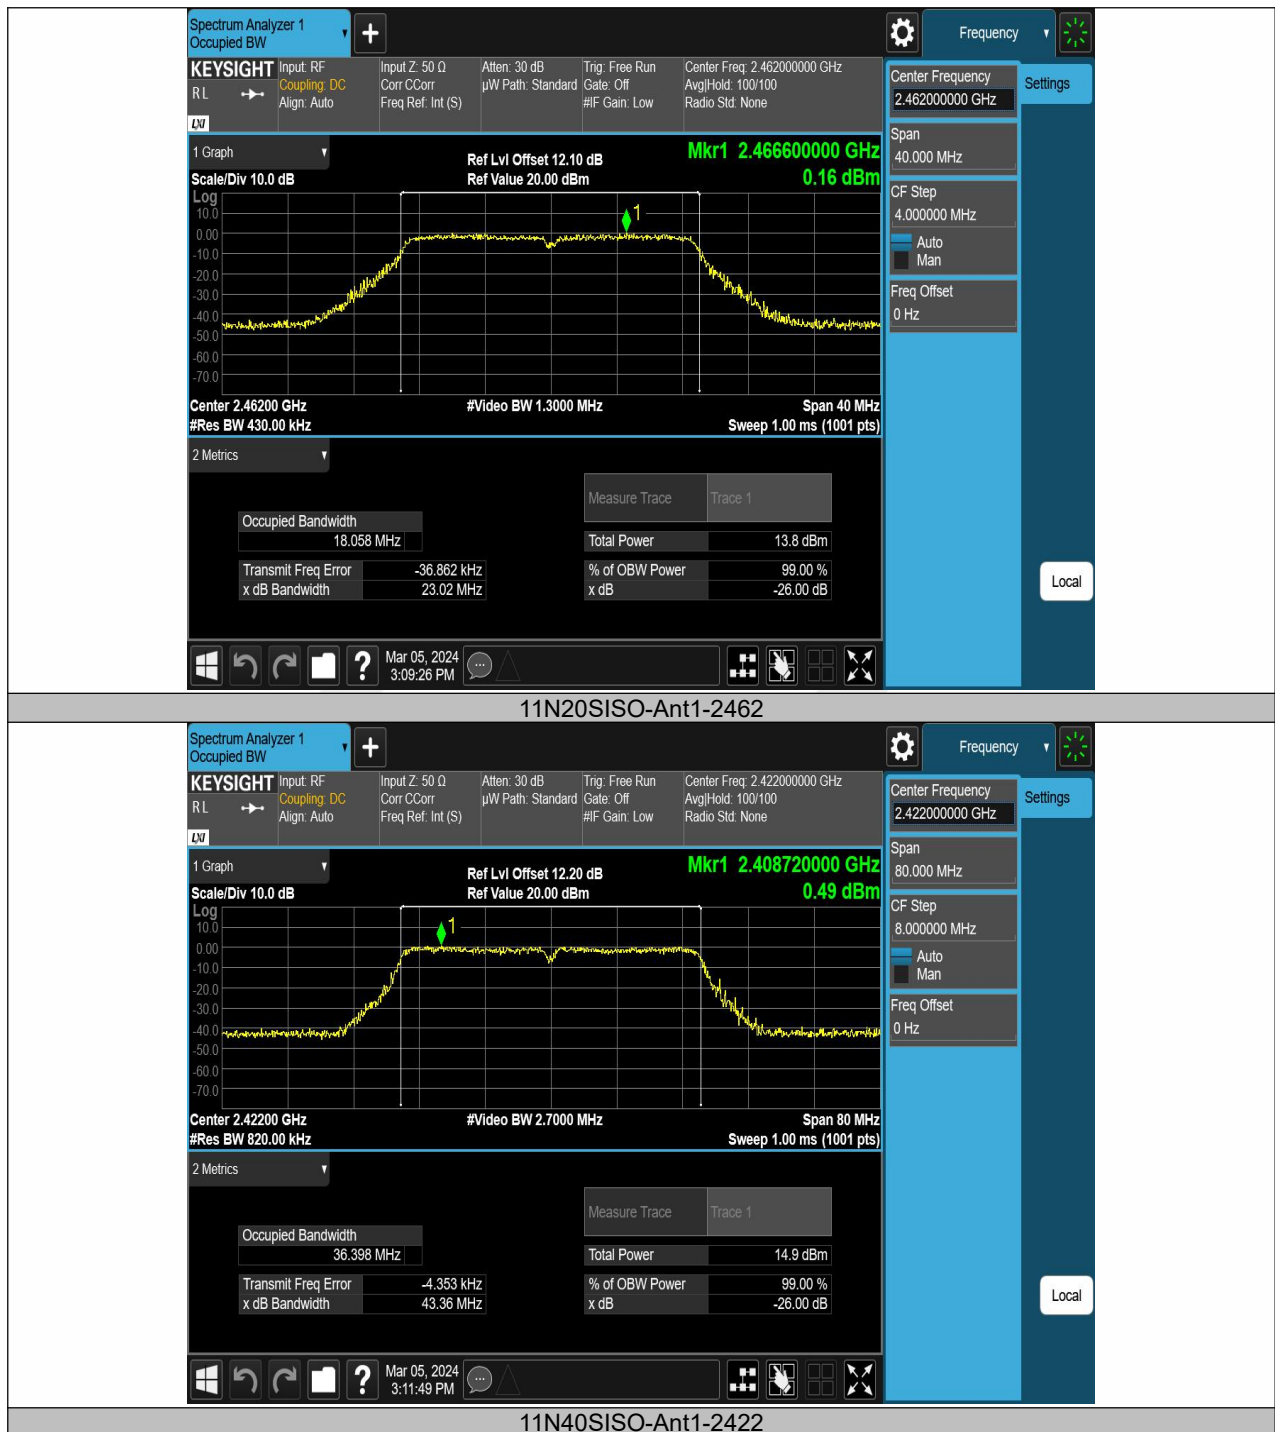 Spectrum Analyzer 1
Occupied BW
+
Frequency
KEYSIGHT
R L
LXI
Input: RF
Coupling: DC
Align: Auto
Input Z: 50 Ω
Corr CCorr
Freq Ref: Int (S)
Atten: 30 dB
µW Path: Standard
Trig: Free Run
Gate: Off
#IF Gain: Low
Center Freq: 2.462000000 GHz
Avg|Hold: 100/100
Radio Std: None
Center Frequency
2.462000000 GHz
Settings
Span
40.000 MHz
CF Step
4.000000 MHz
Auto
Man
Freq Offset
0 Hz
Local
1 Graph
Scale/Div 10.0 dB
Ref Lvl Offset 12.10 dB
Ref Value 20.00 dBm
Mkr1 2.466600000 GHz
0.16 dBm
Log
10.0
0.00
-10.0
-20.0
-30.0
-40.0
-50.0
-60.0
-70.0
1
Center 2.46200 GHz
#Video BW 1.3000 MHz
Span 40 MHz
#Res BW 430.00 kHz
Sweep 1.00 ms (1001 pts)
2 Metrics
Measure Trace Trace 1
Occupied Bandwidth
18.058 MHz
Total Power 13.8 dBm
Transmit Freq Error -36.862 kHz
% of OBW Power 99.00 %
x dB Bandwidth 23.02 MHz
x dB -26.00 dB
?
Mar 05, 2024
3:09:26 PM
11N20SISO-Ant1-2462
Spectrum Analyzer 1
Occupied BW
+
Frequency
KEYSIGHT
R L
LXI
Input: RF
Coupling: DC
Align: Auto
Input Z: 50 Ω
Corr CCorr
Freq Ref: Int (S)
Atten: 30 dB
µW Path: Standard
Trig: Free Run
Gate: Off
#IF Gain: Low
Center Freq: 2.422000000 GHz
Avg|Hold: 100/100
Radio Std: None
Center Frequency
2.422000000 GHz
Settings
Span
80.000 MHz
CF Step
8.000000 MHz
Auto
Man
Freq Offset
0 Hz
Local
1 Graph
Scale/Div 10.0 dB
Ref Lvl Offset 12.20 dB
Ref Value 20.00 dBm
Mkr1 2.408720000 GHz
0.49 dBm
Log
10.0
0.00
-10.0
-20.0
-30.0
-40.0
-50.0
-60.0
-70.0
1
Center 2.42200 GHz
#Video BW 2.7000 MHz
Span 80 MHz
#Res BW 820.00 kHz
Sweep 1.00 ms (1001 pts)
2 Metrics
Measure Trace Trace 1
Occupied Bandwidth
36.398 MHz
Total Power 14.9 dBm
Transmit Freq Error -4.353 kHz
% of OBW Power 99.00 %
x dB Bandwidth 43.36 MHz
x dB -26.00 dB
?
Mar 05, 2024
3:11:49 PM
11N40SISO-Ant1-2422